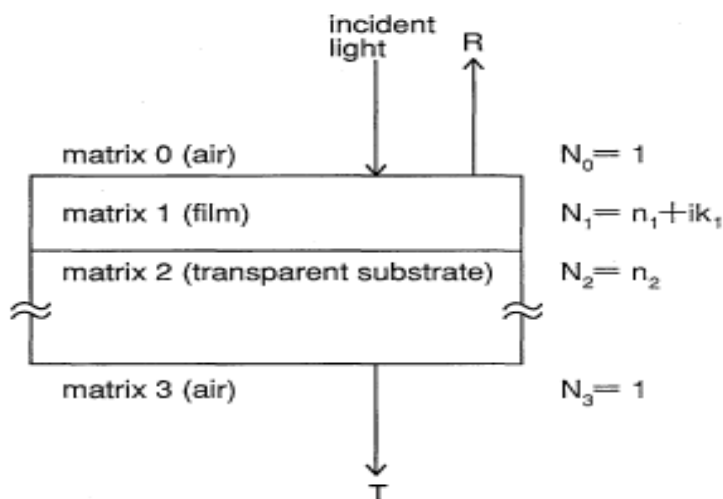 incident
light
R
matrix 0 (air)
N₀= 1
matrix 1 (film)
N₁= n₁+ik₁
matrix 2 (transparent substrate)
N₂= n₂
matrix 3 (air)
N₃= 1
T